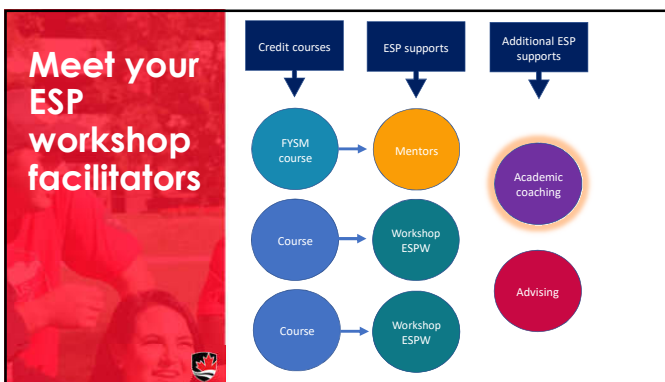 Meet your
ESP
workshop
facilitators
Credit courses
ESP supports
Additional ESP
supports
FYSM
course
Mentors
Academic
coaching
Course
Workshop
ESPW
Advising
Course
Workshop
ESPW